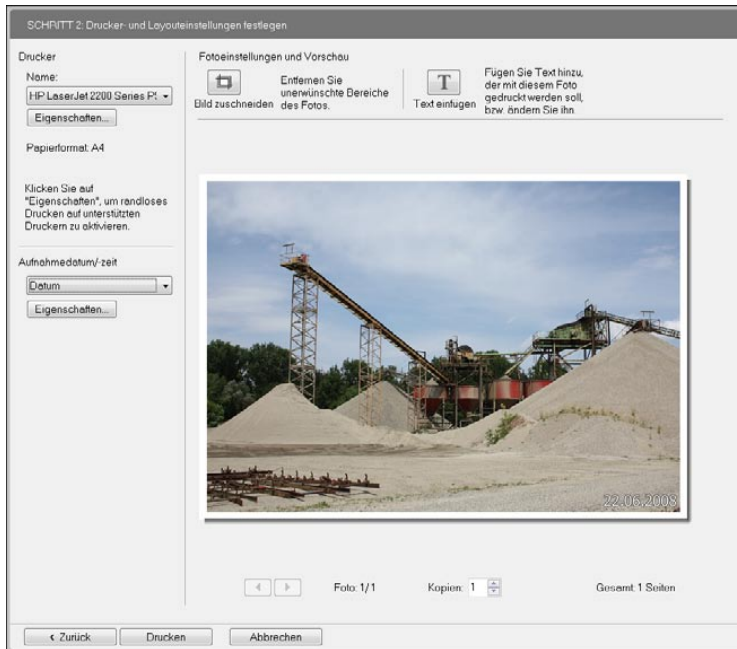 SCHRITT 2: Drucker- und Layouteinstellungen festlegen
Drucker
Name:
HP LaserJet 2200 Series PS
Eigenschaften...
Papierformat: A4
Klicken Sie auf
"Eigenschaften", um randloses
Drucken auf unterstützten
Druckern zu aktivieren.
Aufnahmedatum/-zeit
Datum
Eigenschaften...
Fotoeinstellungen und Vorschau
Bild zuschneiden
Entfernen Sie
unerwünschte Bereiche
des Fotos.
T
Text einfügen
Fügen Sie Text hinzu,
der mit diesem Foto
gedruckt werden soll,
bzw. ändern Sie ihn.
22.06.2008
Foto: 1/1
Kopien: 1
Gesamt: 1 Seiten
< Zurück
Drucken
Abbrechen